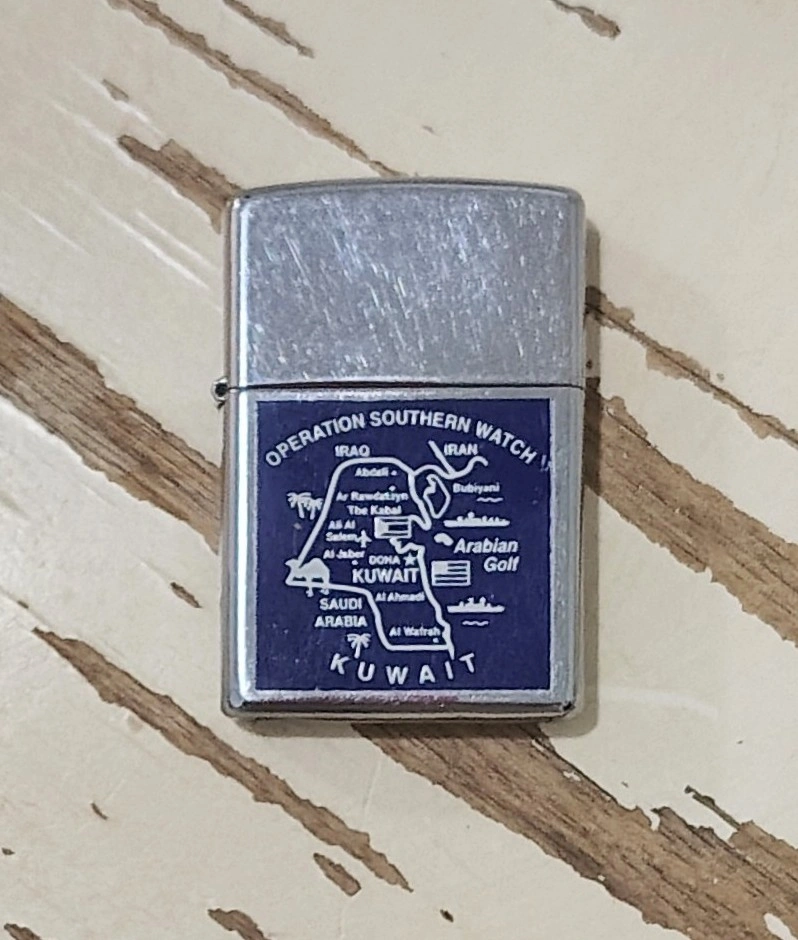 OPERATION SOUTHERN WATCH
IRAQ IRAN
Abdali
Bubiyani
Ar Rawdatayn
The Kabal
Ali Al
Salem
Arabian
Golf
Al Jaber
DOHA
KUWAIT
Al Ahmadi
SAUDI
ARABIA
Al Wafrah
KUWAIT